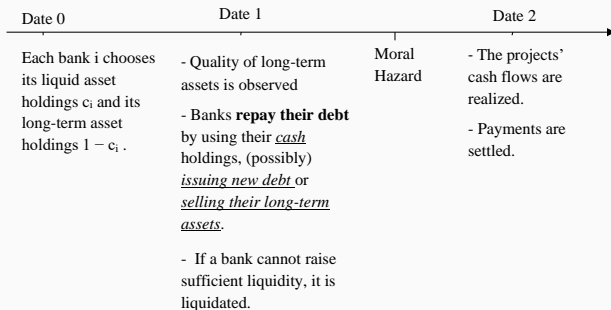 Date 0
Date 1
Date 2
Each bank i chooses
its liquid asset
holdings cᵢ and its
long-term asset
holdings 1 − cᵢ .
- Quality of long-term
assets is observed
- Banks repay their debt
by using their cash
holdings, (possibly)
issuing new debt or
selling their long-term
assets.
- If a bank cannot raise
sufficient liquidity, it is
liquidated.
Moral
Hazard
- The projects’
cash flows are
realized.
- Payments are
settled.